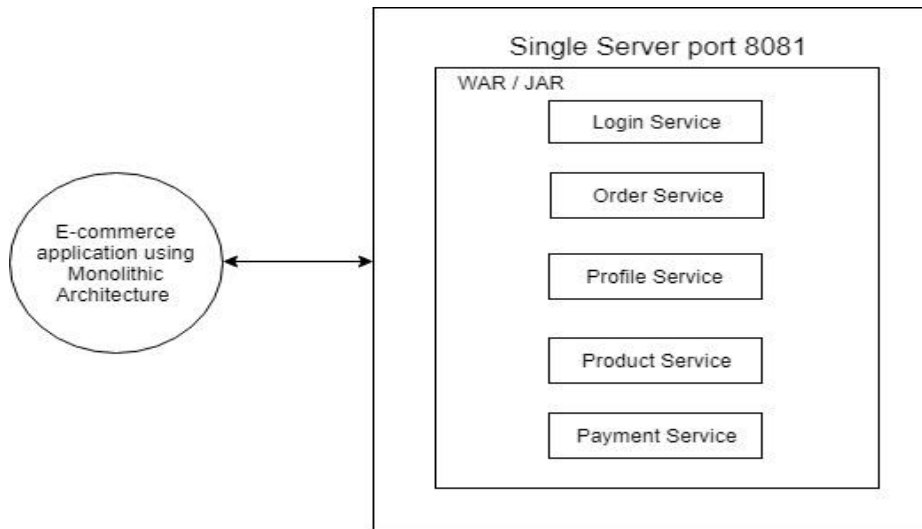 Single Server port 8081
WAR / JAR
Login Service
Order Service
Profile Service
Product Service
Payment Service
E-commerce
application using
Monolithic
Architecture